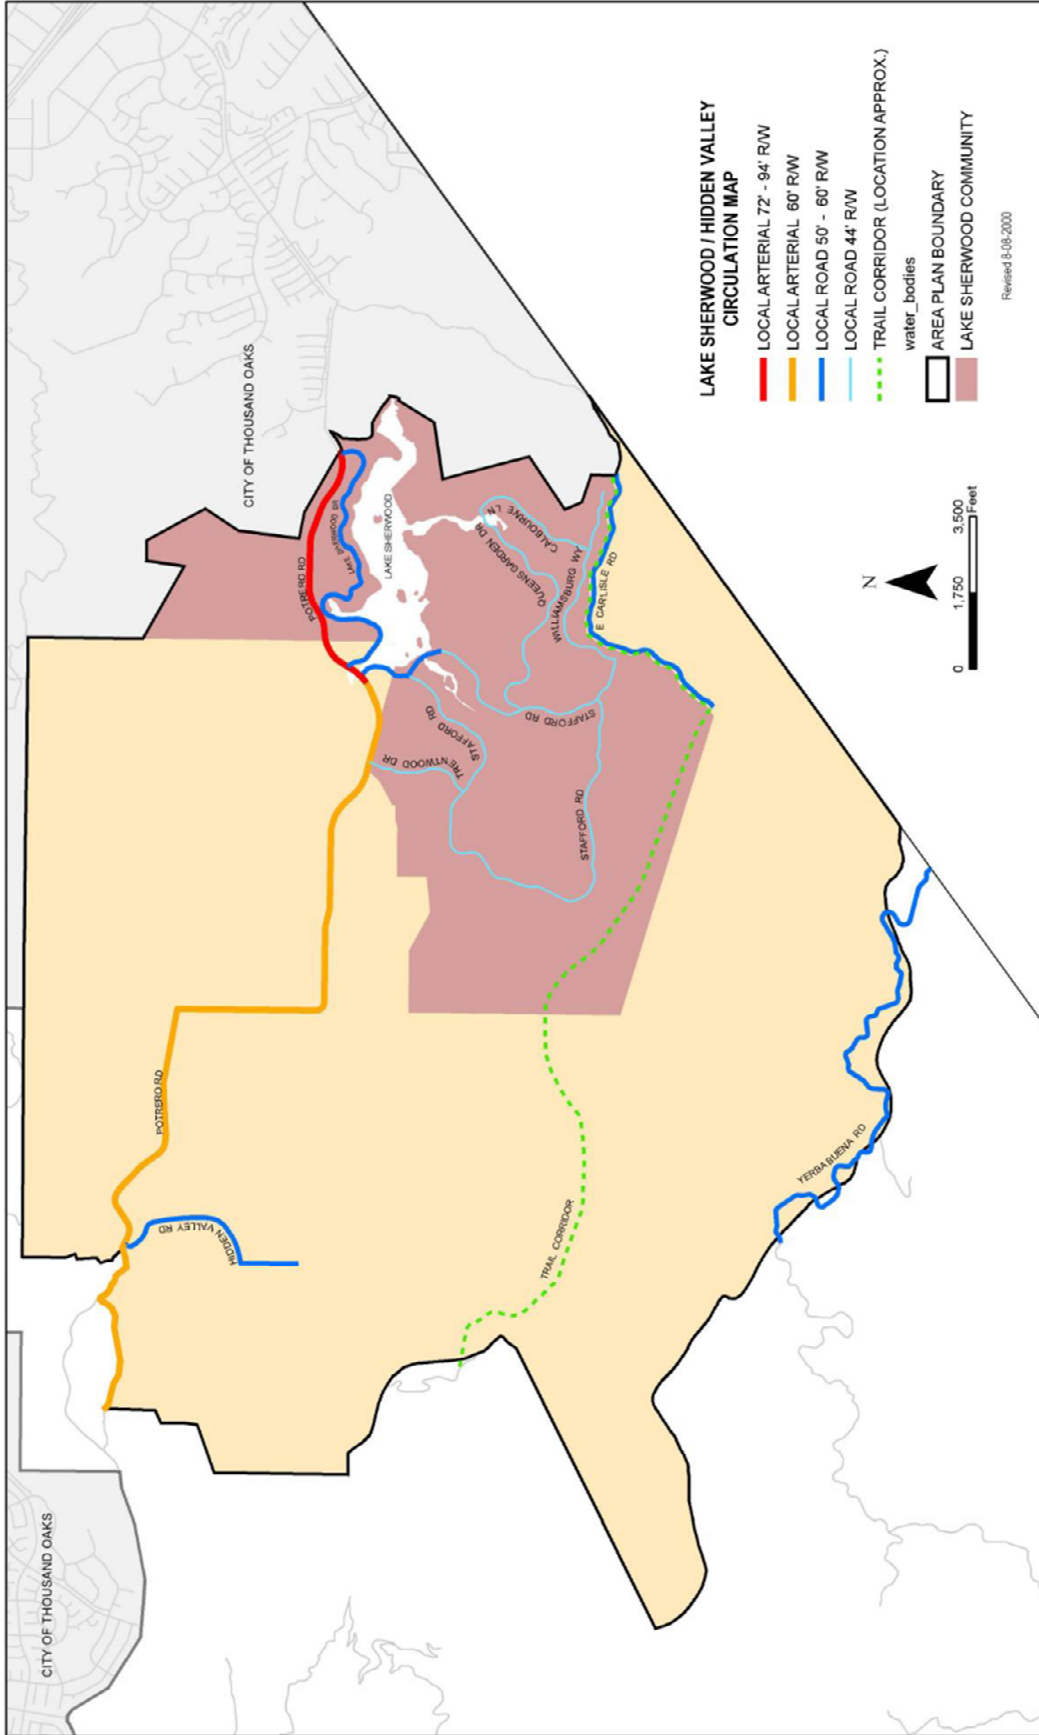 CITY OF THOUSAND OAKS
CITY OF THOUSAND OAKS
POTRERO RD
HIDDEN VALLEY RD
POTRERO RD
LAKE SHERWOOD DR
LAKE SHERWOOD
TRENTWOOD DR
STAFFORD RD
STAFFORD RD
STAFFORD RD
QUEENS GARDEN DR
CALBOURNE LN
WILLIAMSBURG WY
E CARLISLE RD
TRAIL CORRIDOR
YERBA BUENA RD
LAKE SHERWOOD / HIDDEN VALLEY
CIRCULATION MAP
LOCAL ARTERIAL 72' - 94' R/W
LOCAL ARTERIAL 60' R/W
LOCAL ROAD 50' - 60' R/W
LOCAL ROAD 44' R/W
TRAIL CORRIDOR (LOCATION APPROX.)
water_bodies
AREA PLAN BOUNDARY
LAKE SHERWOOD COMMUNITY
N
0 1,750 3,500
Feet
Revised 8-08-2000